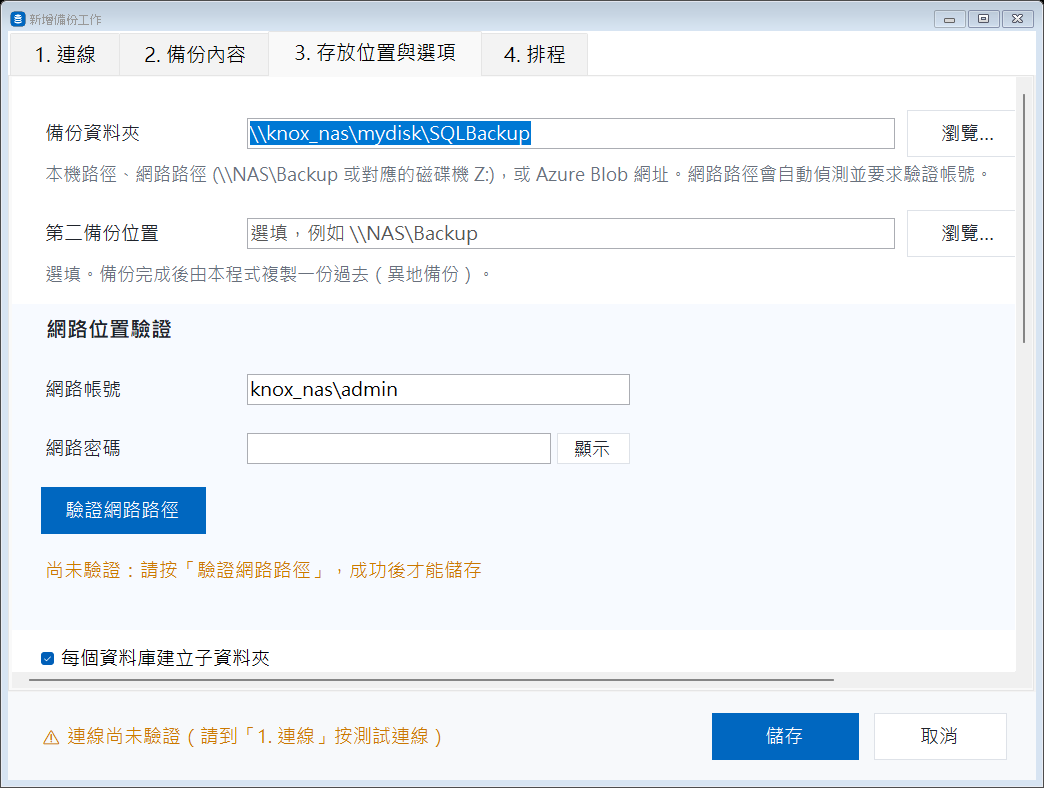 新增備份工作
1. 連線
2. 備份內容
3. 存放位置與選項
4. 排程
備份資料夾
\\knox_nas\mydisk\SQLBackup
瀏覽...
本機路徑、網路路徑 (\\NAS\Backup 或對應的磁碟機 Z:)，或 Azure Blob 網址。網路路徑會自動偵測並要求驗證帳號。
第二備份位置
選填，例如 \\NAS\Backup
瀏覽...
選填。備份完成後由本程式複製一份過去（異地備份）。
網路位置驗證
網路帳號
knox_nas\admin
網路密碼
顯示
驗證網路路徑
尚未驗證：請按「驗證網路路徑」，成功後才能儲存
每個資料庫建立子資料夾
⚠ 連線尚未驗證（請到「1. 連線」按測試連線）
儲存
取消